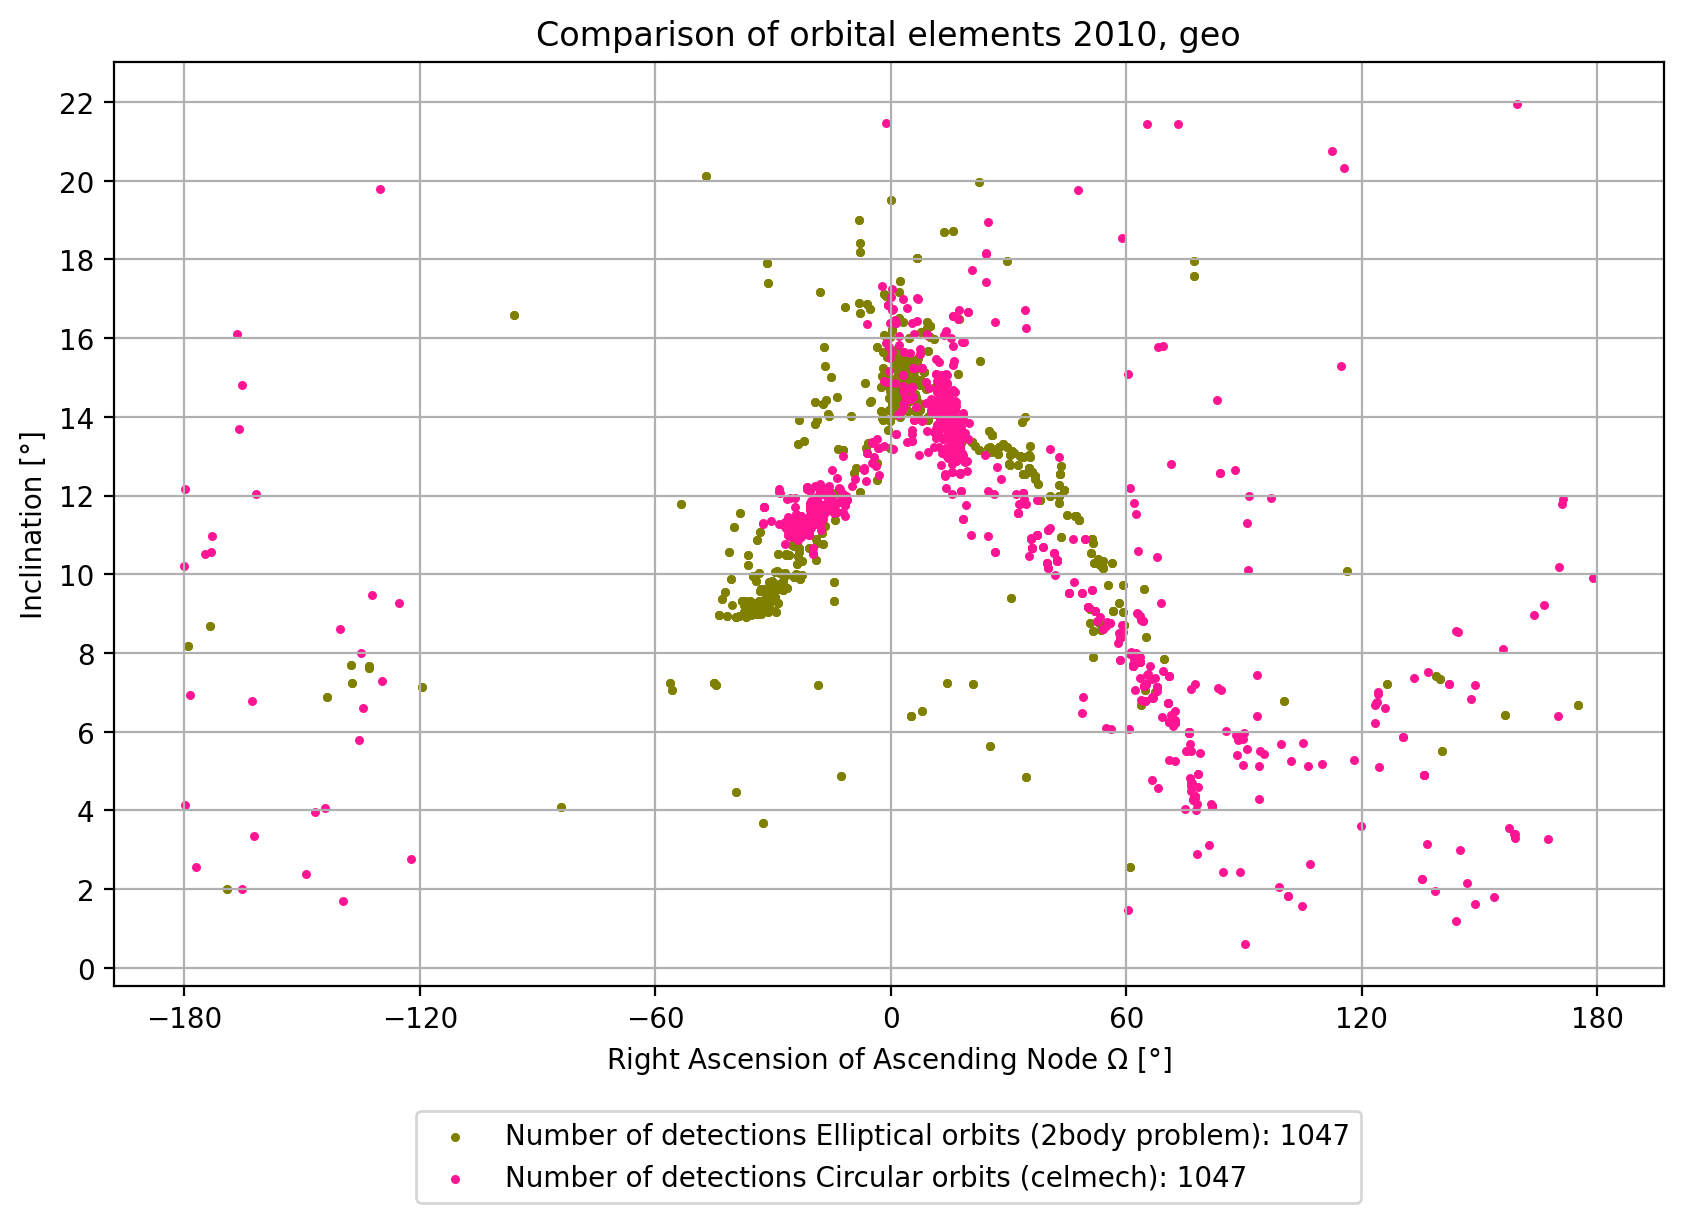 Comparison of orbital elements 2010, geo
22
20
18
16
14
12
10
8
6
4
2
0
Inclination [°]
−180 −120 −60 0 60 120 180
Right Ascension of Ascending Node Ω [°]
Number of detections Elliptical orbits (2body problem): 1047
Number of detections Circular orbits (celmech): 1047